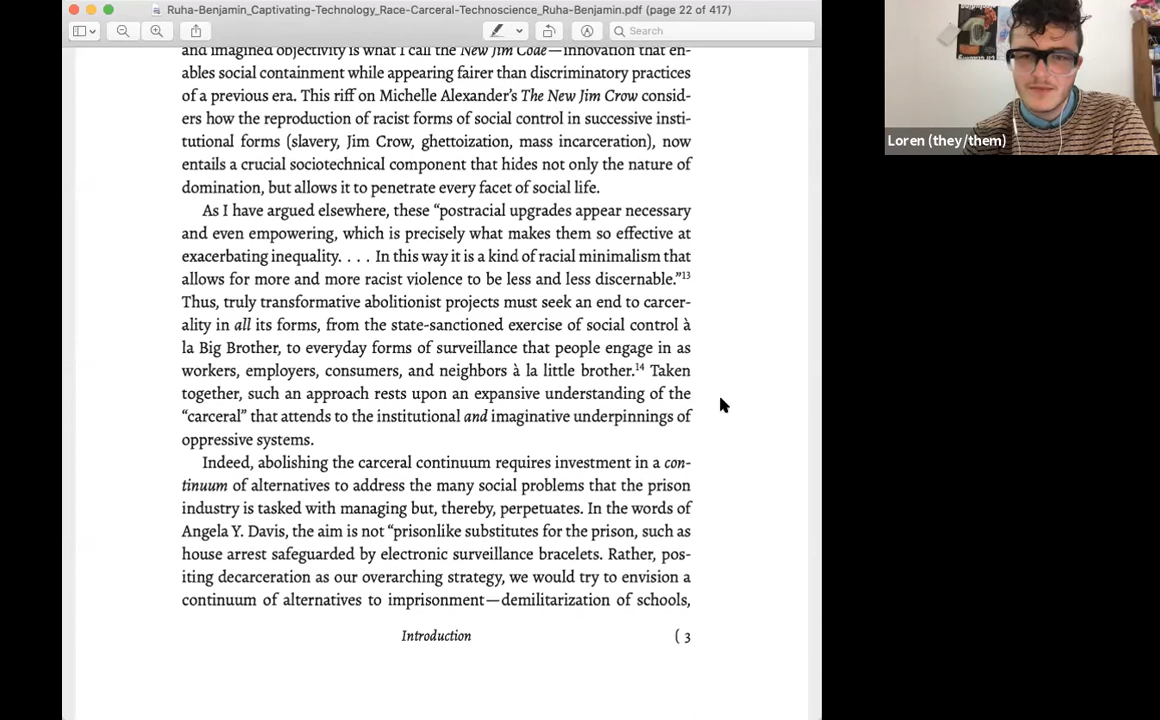 Ruha-Benjamin_Captivating-Technology_Race-Carceral-Technoscience_Ruha-Benjamin.pdf (page 22 of 417)
Search
and imagined objectivity is what I call the New Jim Code—innovation that en-
ables social containment while appearing fairer than discriminatory practices
of a previous era. This riff on Michelle Alexander’s The New Jim Crow consid-
ers how the reproduction of racist forms of social control in successive insti-
tutional forms (slavery, Jim Crow, ghettoization, mass incarceration), now
entails a crucial sociotechnical component that hides not only the nature of
domination, but allows it to penetrate every facet of social life.
As I have argued elsewhere, these “postracial upgrades appear necessary
and even empowering, which is precisely what makes them so effective at
exacerbating inequality. . . . In this way it is a kind of racial minimalism that
allows for more and more racist violence to be less and less discernable.”13
Thus, truly transformative abolitionist projects must seek an end to carcer-
ality in all its forms, from the state-sanctioned exercise of social control à
la Big Brother, to everyday forms of surveillance that people engage in as
workers, employers, consumers, and neighbors à la little brother.14 Taken
together, such an approach rests upon an expansive understanding of the
“carceral” that attends to the institutional and imaginative underpinnings of
oppressive systems.
Indeed, abolishing the carceral continuum requires investment in a con-
tinuum of alternatives to address the many social problems that the prison
industry is tasked with managing but, thereby, perpetuates. In the words of
Angela Y. Davis, the aim is not “prisonlike substitutes for the prison, such as
house arrest safeguarded by electronic surveillance bracelets. Rather, pos-
iting decarceration as our overarching strategy, we would try to envision a
continuum of alternatives to imprisonment—demilitarization of schools,
Introduction ( 3
Loren (they/them)